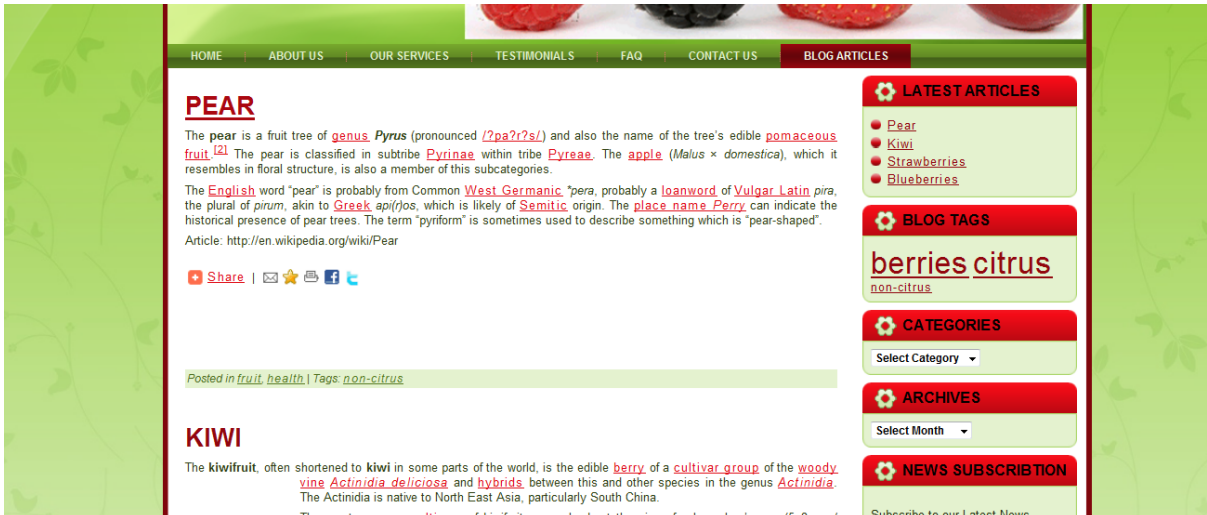 HOME | ABOUT US | OUR SERVICES | TESTIMONIALS | FAQ | CONTACT US | BLOG ARTICLES
PEAR
The pear is a fruit tree of genus Pyrus (pronounced /?pa?r?s/) and also the name of the tree's edible pomaceous
fruit.[2] The pear is classified in subtribe Pyrinae within tribe Pyreae. The apple (Malus × domestica), which it
resembles in floral structure, is also a member of this subcategories.
The English word “pear” is probably from Common West Germanic *pera, probably a loanword of Vulgar Latin pira,
the plural of pirum, akin to Greek api(r)os, which is likely of Semitic origin. The place name Perry can indicate the
historical presence of pear trees. The term “pyriform” is sometimes used to describe something which is “pear-shaped”.
Article: http://en.wikipedia.org/wiki/Pear
Share |
Posted in fruit, health | Tags: non-citrus
KIWI
The kiwifruit, often shortened to kiwi in some parts of the world, is the edible berry of a cultivar group of the woody
vine Actinidia deliciosa and hybrids between this and other species in the genus Actinidia.
The Actinidia is native to North East Asia, particularly South China.
LATEST ARTICLES
Pear
Kiwi
Strawberries
Blueberries
BLOG TAGS
berries citrus
non-citrus
CATEGORIES
Select Category
ARCHIVES
Select Month
NEWS SUBSCRIBTION
Subscribe to our Latest News